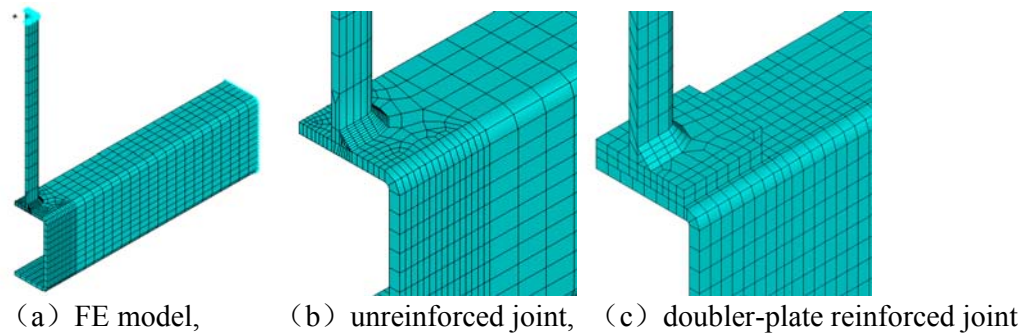 （a）FE model, （b）unreinforced joint,（c）doubler-plate reinforced joint